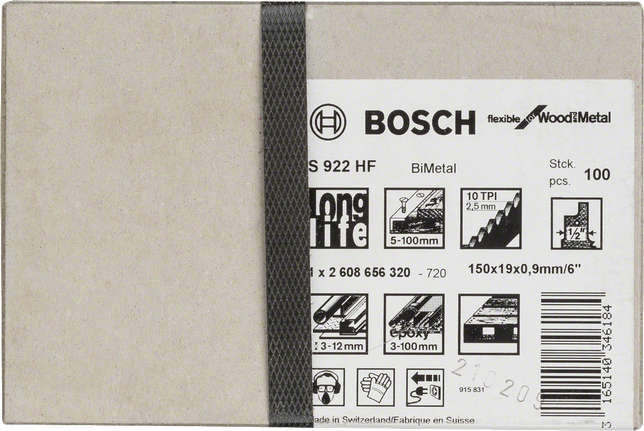 BOSCH flexible for Wood and Metal
S 922 HF BiMetal Stck. pcs. 100
long life
5-100mm
10 TPI
2,5 mm
1/2"
1 x 2 608 656 320 - 720 150x19x0,9mm/6"
3-12mm
epoxy
3-100mm
915 831
3 165140 346184
made in Switzerland/Fabrique en Suisse